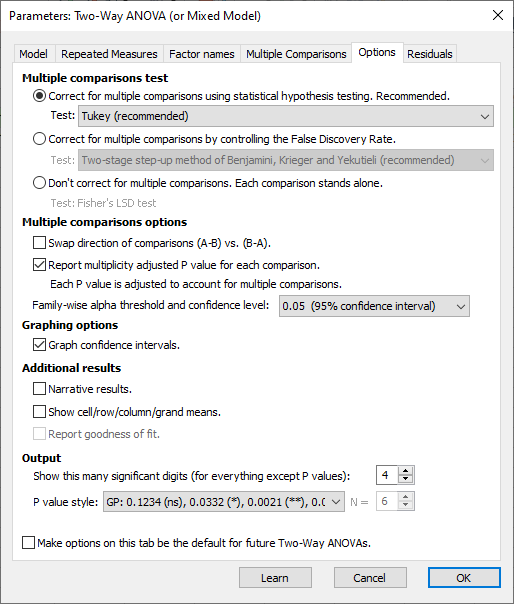 Parameters: Two-Way ANOVA (or Mixed Model)
Model Repeated Measures Factor names Multiple Comparisons Options Residuals
Multiple comparisons test
Correct for multiple comparisons using statistical hypothesis testing. Recommended.
Test: Tukey (recommended)
Correct for multiple comparisons by controlling the False Discovery Rate.
Test: Two-stage step-up method of Benjamini, Krieger and Yekutieli (recommended)
Don't correct for multiple comparisons. Each comparison stands alone.
Test: Fisher's LSD test
Multiple comparisons options
Swap direction of comparisons (A-B) vs. (B-A).
Report multiplicity adjusted P value for each comparison.
Each P value is adjusted to account for multiple comparisons.
Family-wise alpha threshold and confidence level: 0.05 (95% confidence interval)
Graphing options
Graph confidence intervals.
Additional results
Narrative results.
Show cell/row/column/grand means.
Report goodness of fit.
Output
Show this many significant digits (for everything except P values): 4
P value style: GP: 0.1234 (ns), 0.0332 (*), 0.0021 (**), 0.0 N = 6
Make options on this tab be the default for future Two-Way ANOVAs.
Learn Cancel OK